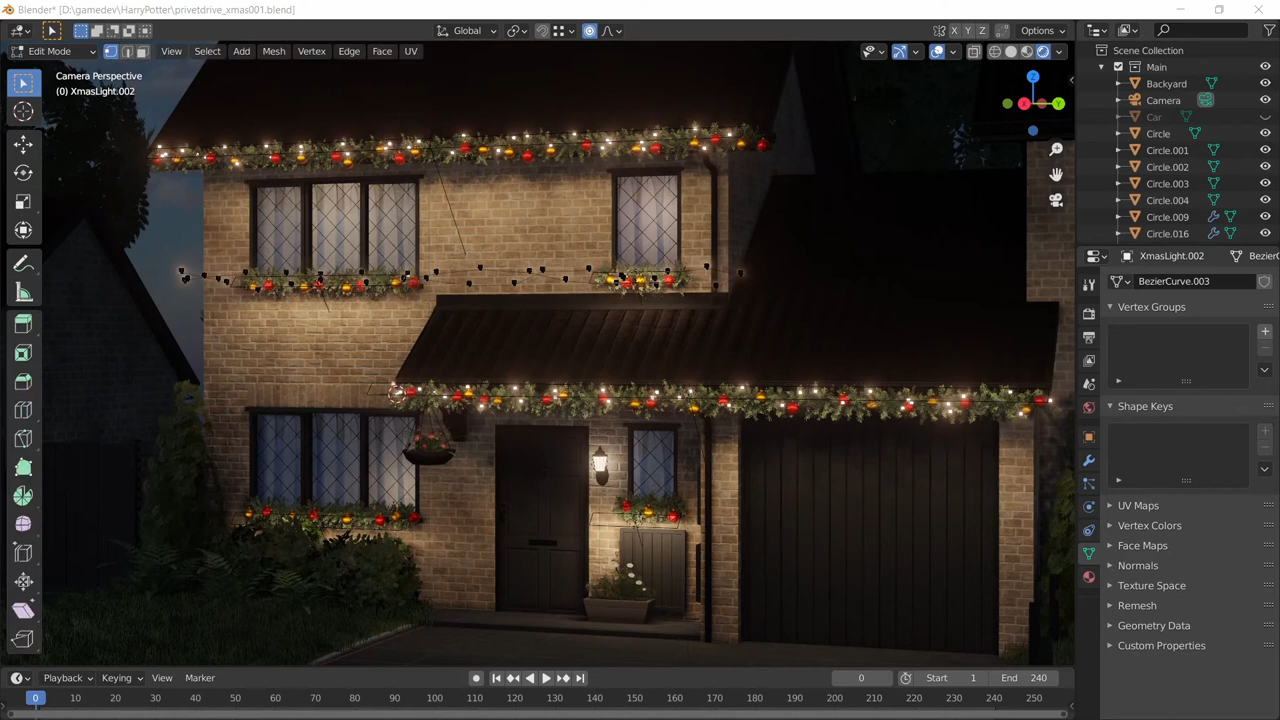 Blender* [D:\gamedev\HarryPotter\privetdrive_xmas001.blend]
Global
Options
X Y Z
Edit Mode
View Select Add Mesh Vertex Edge Face UV
Camera Perspective
(0) XmasLight.002
Z
X
Y
Scene Collection
Main
Backyard
Camera
Car
Circle
Circle.001
Circle.002
Circle.003
Circle.004
Circle.009
Circle.016
XmasLight.002
BezierC
BezierCurve.003
Vertex Groups
Shape Keys
UV Maps
Vertex Colors
Face Maps
Normals
Texture Space
Remesh
Geometry Data
Custom Properties
Playback Keying View Marker
0
Start 1
End 240
0 10 20 30 40 50 60 70 80 90 100 110 120 130 140 150 160 170 180 190 200 210 220 230 240 250